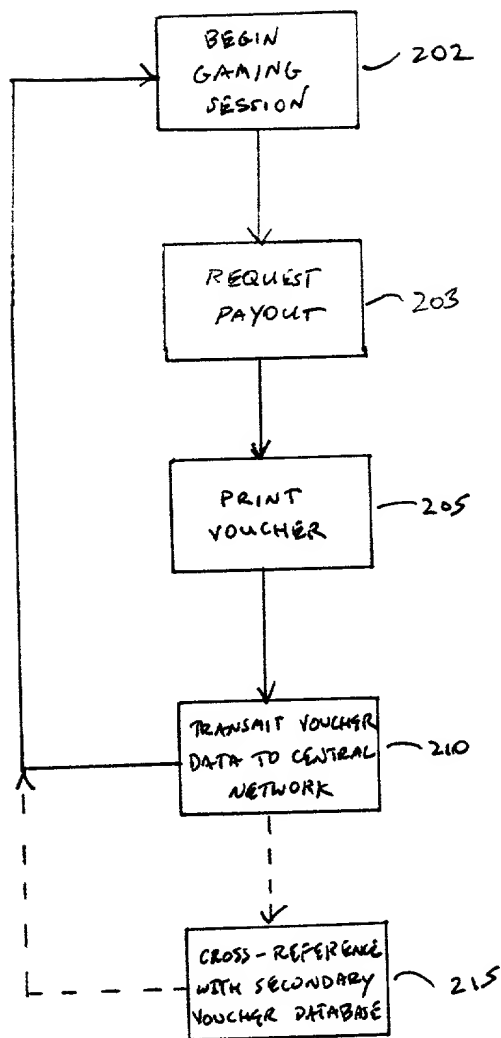 BEGIN
GAMING
SESSION
202
REQUEST
PAYOUT
203
PRINT
VOUCHER
205
TRANSMIT VOUCHER
DATA TO CENTRAL
NETWORK
210
CROSS-REFERENCE
WITH SECONDARY
VOUCHER DATABASE
215